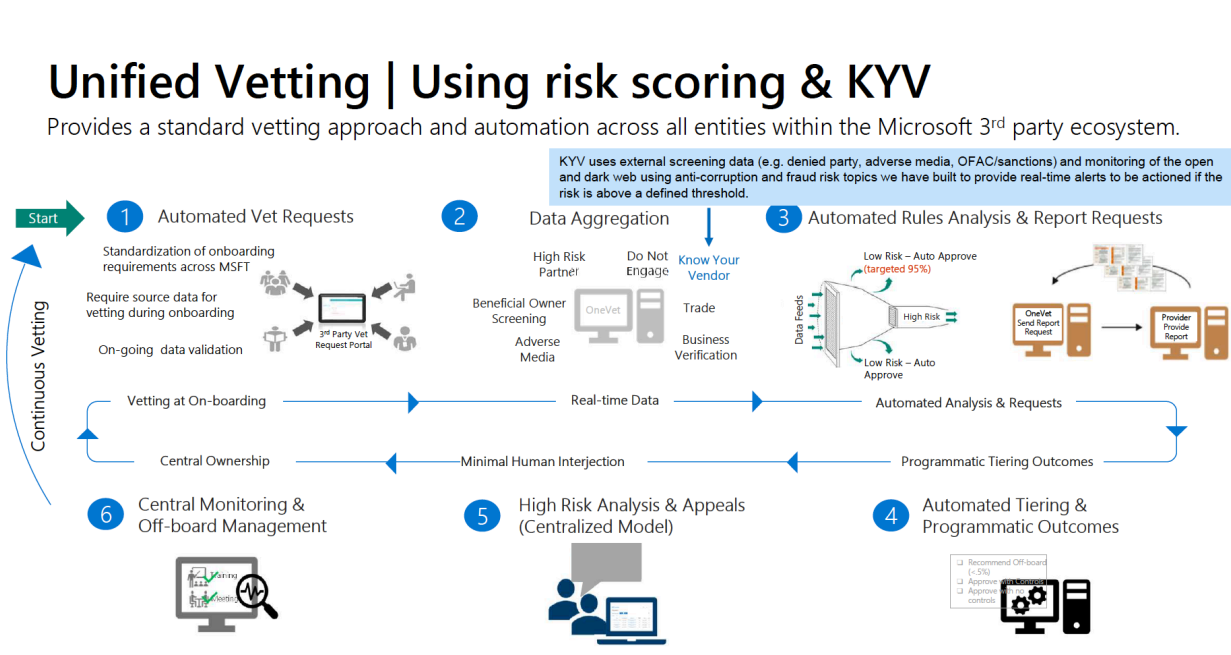 Unified Vetting | Using risk scoring & KYV
Provides a standard vetting approach and automation across all entities within the Microsoft 3rd party ecosystem.
KYV uses external screening data (e.g. denied party, adverse media, OFAC/sanctions) and monitoring of the open
and dark web using anti-corruption and fraud risk topics we have built to provide real-time alerts to be actioned if the
risk is above a defined threshold.
Start
Continuous Vetting
1
Automated Vet Requests
Standardization of onboarding
requirements across MSFT
Require source data for
vetting during onboarding
On-going data validation
3rd Party Vet
Request Portal
2
Data Aggregation
High Risk
Partner
Do Not
Engage
Know Your
Vendor
Beneficial Owner
Screening
OneVet
Trade
Adverse
Media
Business
Verification
3
Automated Rules Analysis & Report Requests
Low Risk – Auto Approve
(targeted 95%)
Data Feeds
High Risk
Low Risk – Auto
Approve
OneVet
Send Report
Request
Provider
Provide
Report
Vetting at On-boarding
Real-time Data
Automated Analysis & Requests
Central Ownership
Minimal Human Interjection
Programmatic Tiering Outcomes
6
Central Monitoring &
Off-board Management
Training
Meeting
5
High Risk Analysis & Appeals
(Centralized Model)
4
Automated Tiering &
Programmatic Outcomes
Recommend Off-board
(<.5%)
Approve with Controls
Approve with no
controls